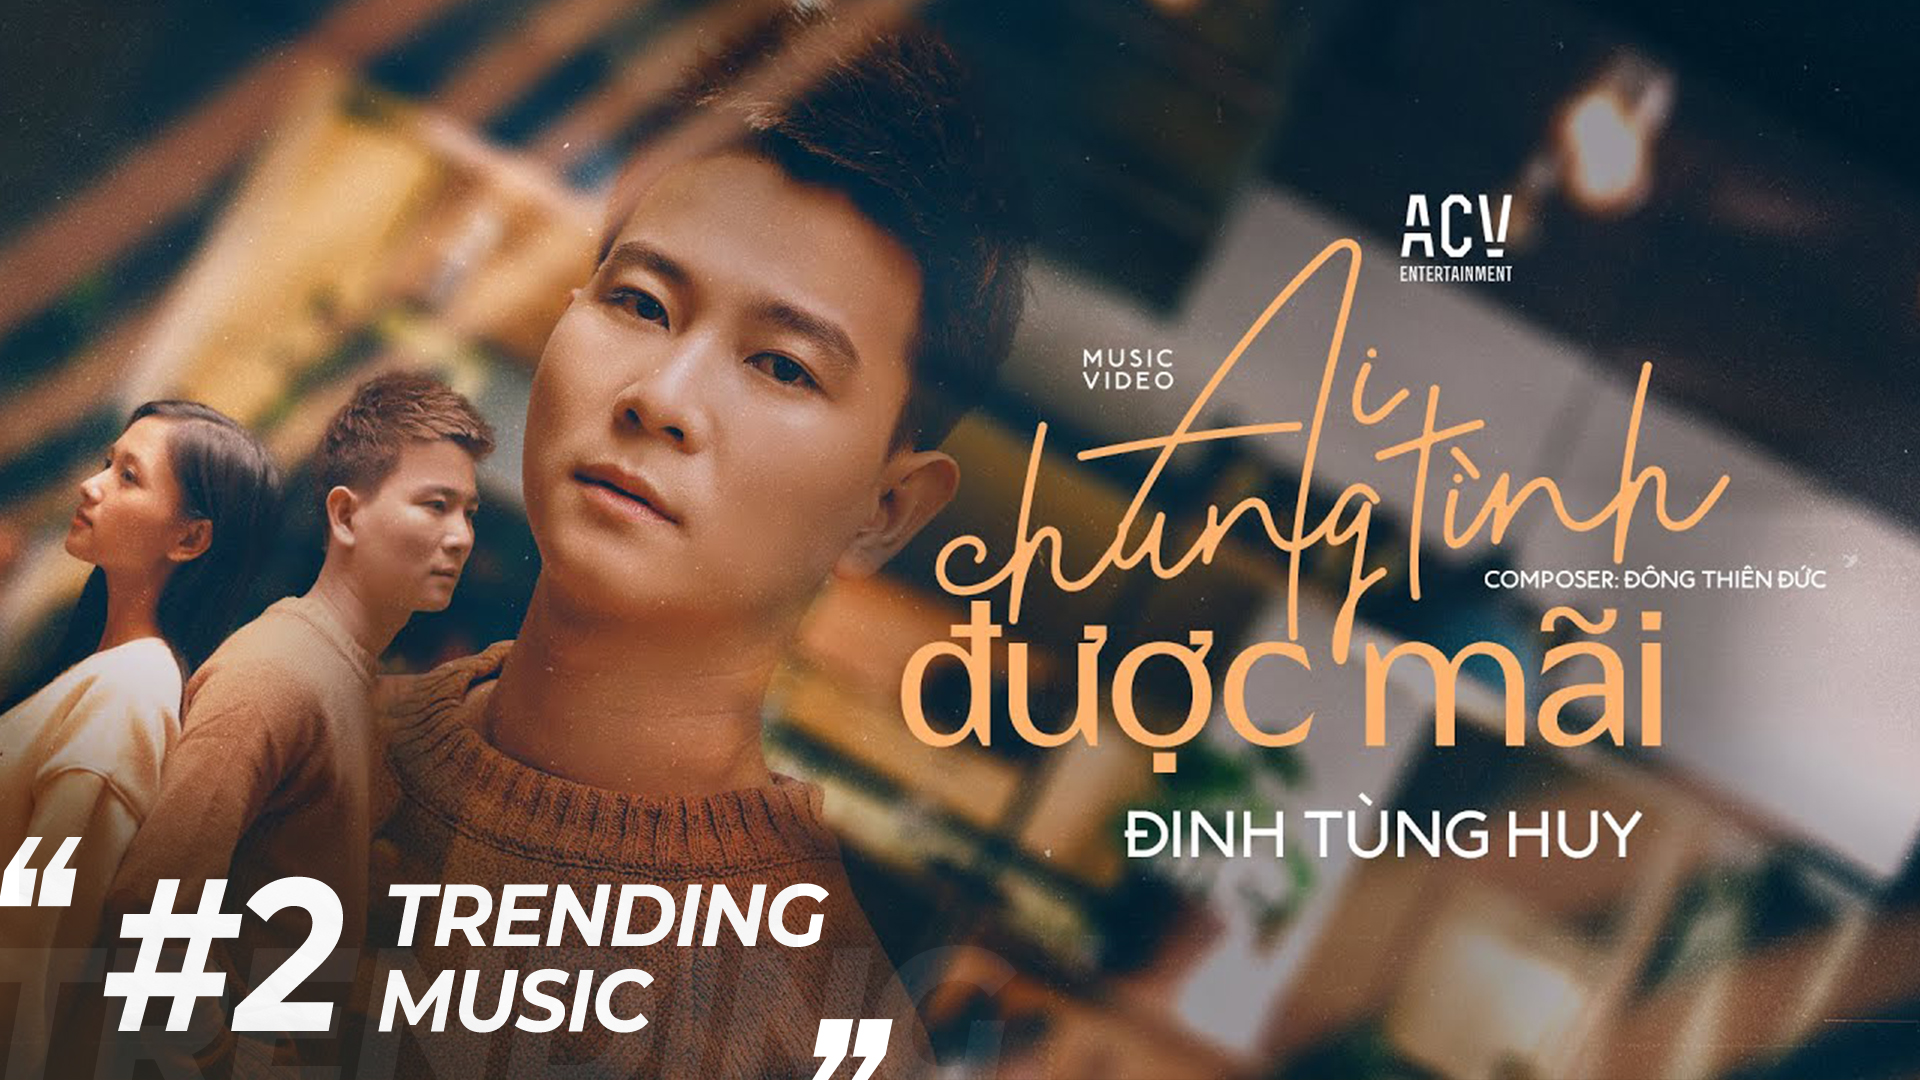 ACV
ENTERTAINMENT
MUSIC
VIDEO
Ai
chung tình
COMPOSER: ĐÔNG THIÊN ĐỨC
được mãi
ĐINH TÙNG HUY
“#2 TRENDING
MUSIC”
TRENDING